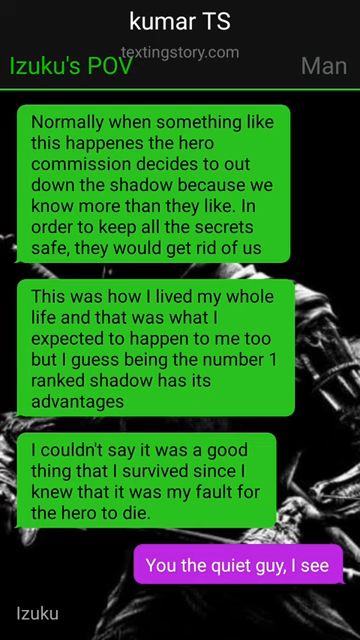 kumar TS
textingstory.com
Izuku's POV
Man
Normally when something like
this happenes the hero
commission decides to out
down the shadow because we
know more than they like. In
order to keep all the secrets
safe, they would get rid of us
This was how I lived my whole
life and that was what I
expected to happen to me too
but I guess being the number 1
ranked shadow has its
advantages
I couldn't say it was a good
thing that I survived since I
knew that it was my fault for
the hero to die.
You the quiet guy, I see
Izuku